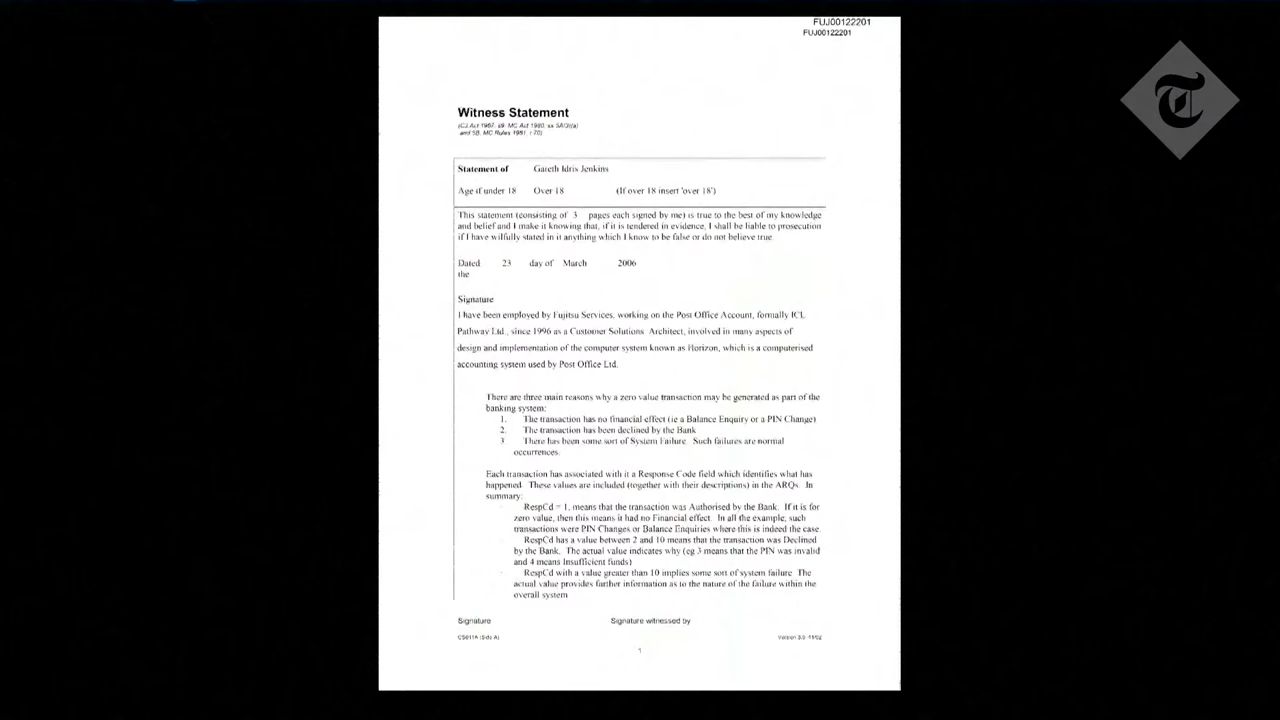 FUJ00122201
FUJ00122201
Witness Statement
(CJ Act 1967, s9; MC Act 1980, ss 5A(3)(a)
and 5B, MC Rules 1981, r 70)
Statement of Gareth Idris Jenkins
Age if under 18 Over 18 (If over 18 insert 'over 18')
This statement (consisting of 3 pages each signed by me) is true to the best of my knowledge
and belief and I make it knowing that, if it is tendered in evidence, I shall be liable to prosecution
if I have wilfully stated in it anything which I know to be false or do not believe true.
Dated 23 day of March 2006
the
Signature
I have been employed by Fujitsu Services, working on the Post Office Account, formally ICL
Pathway Ltd., since 1996 as a Customer Solutions Architect, involved in many aspects of
design and implementation of the computer system known as Horizon, which is a computerised
accounting system used by Post Office Ltd.
There are three main reasons why a zero value transaction may be generated as part of the
banking system:
1. The transaction has no financial effect (ie a Balance Enquiry or a PIN Change)
2. The transaction has been declined by the Bank
3 There has been some sort of System Failure. Such failures are normal
occurrences.
Each transaction has associated with it a Response Code field which identifies what has
happened. These values are included (together with their descriptions) in the ARQs. In
summary:
RespCd = 1, means that the transaction was Authorised by the Bank. If it is for
zero value, then this means it had no Financial effect. In all the example, such
transactions were PIN Changes or Balance Enquiries where this is indeed the case.
RespCd has a value between 2 and 10 means that the transaction was Declined
by the Bank. The actual value indicates why (eg 3 means that the PIN was invalid
and 4 means Insufficient funds)
RespCd with a value greater than 10 implies some sort of system failure. The
actual value provides further information as to the nature of the failure within the
overall system
Signature Signature witnessed by
CS011A (Side A) Version 3.0 11/02
1
T